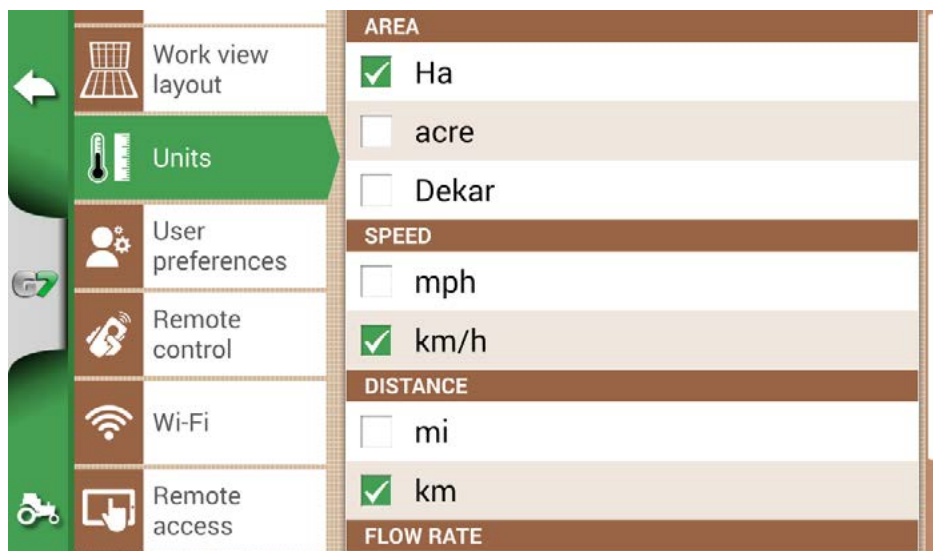 Work view
layout
Units
User
preferences
Remote
control
Wi-Fi
Remote
access
G7
AREA
Ha
acre
Dekar
SPEED
mph
km/h
DISTANCE
mi
km
FLOW RATE